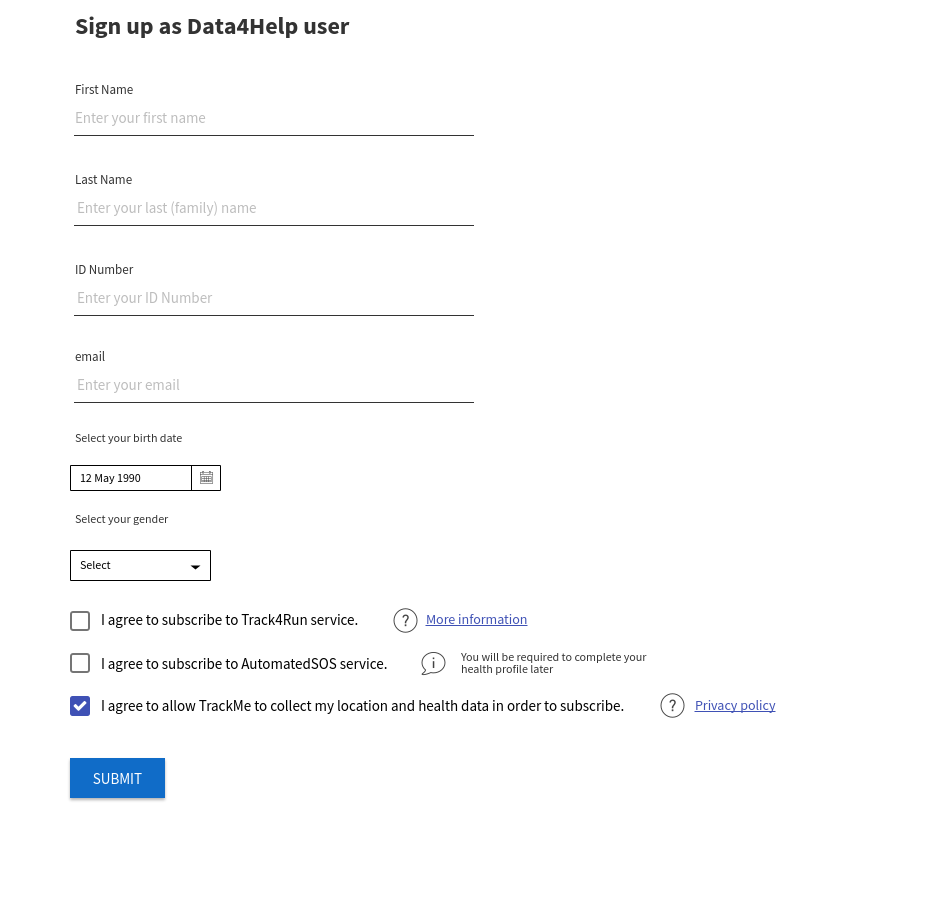 Sign up as Data4Help user
First Name
Enter your first name
Last Name
Enter your last (family) name
ID Number
Enter your ID Number
email
Enter your email
Select your birth date
12 May 1990
Select your gender
Select
I agree to subscribe to Track4Run service. ? More information
I agree to subscribe to AutomatedSOS service. i You will be required to complete your
health profile later
I agree to allow TrackMe to collect my location and health data in order to subscribe. ? Privacy policy
SUBMIT